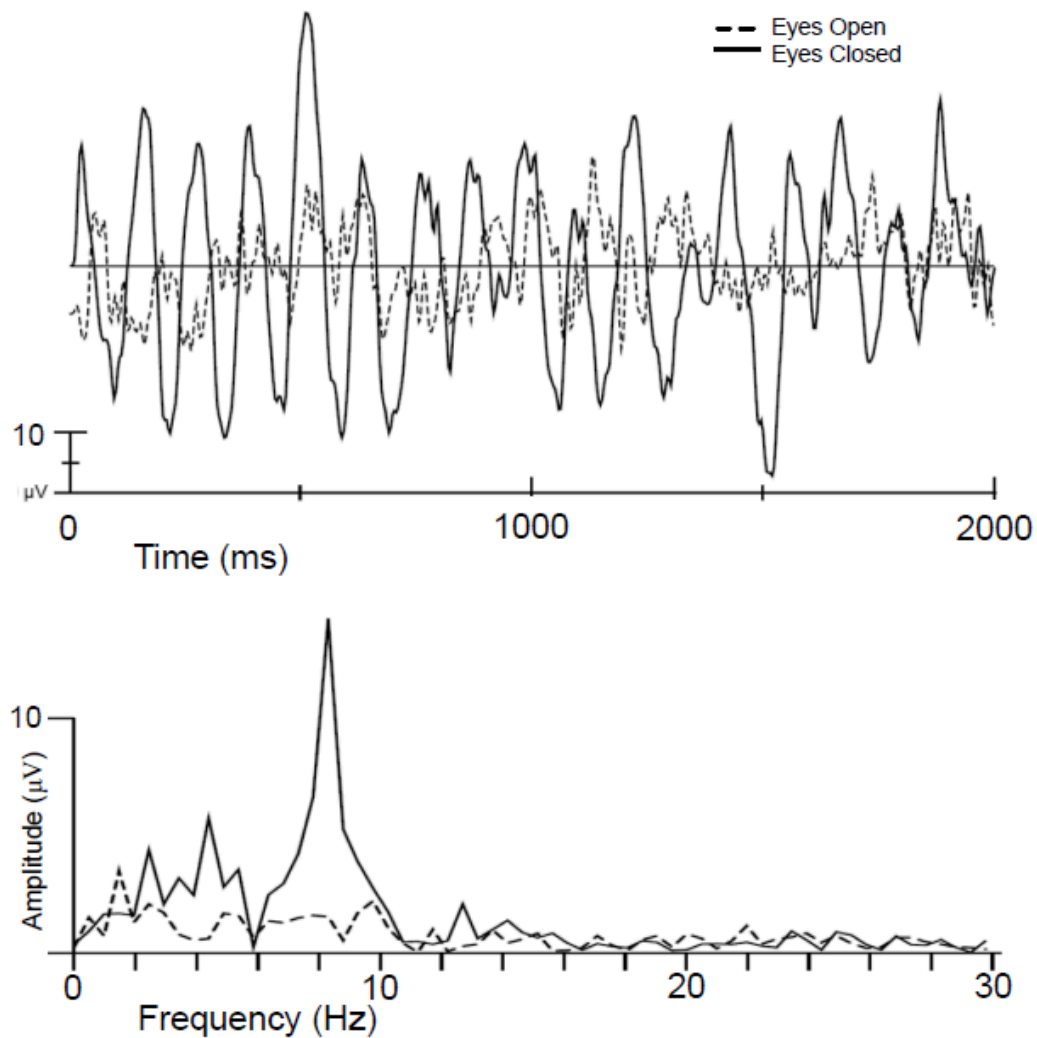 Eyes Open
Eyes Closed
10
μV
0
1000
2000
Time (ms)
10
Amplitude (μV)
0
10
20
30
Frequency (Hz)